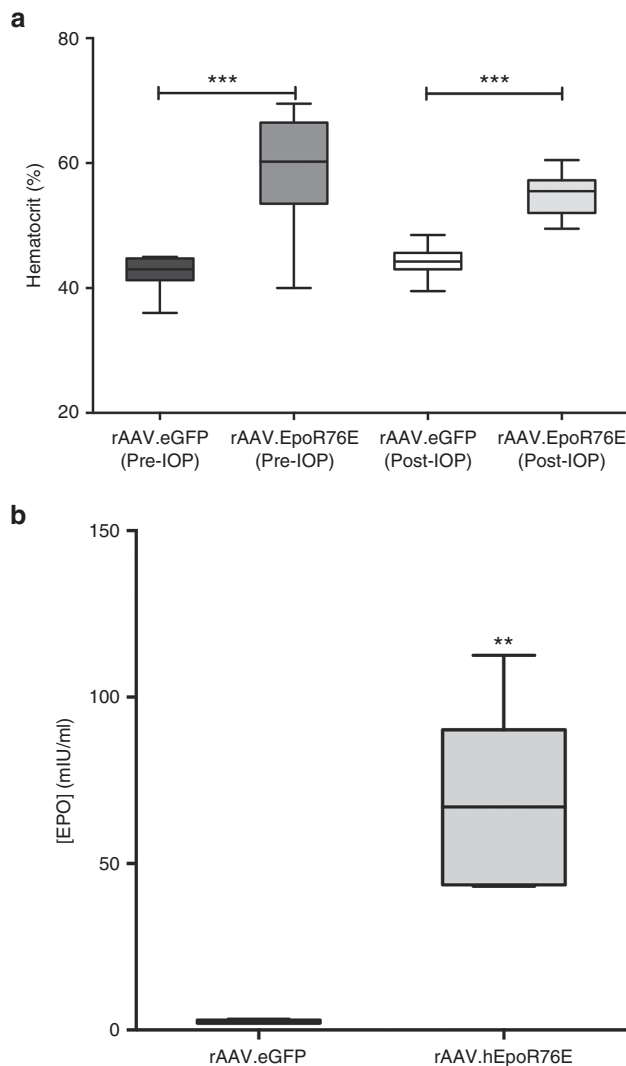 a
80
60
40
20
Hematocrit (%)
***
***
rAAV.eGFP
(Pre-IOP)
rAAV.EpoR76E
(Pre-IOP)
rAAV.eGFP
(Post-IOP)
rAAV.EpoR76E
(Post-IOP)
b
150
100
50
0
[EPO] (mIU/ml)
**
rAAV.eGFP
rAAV.hEpoR76E